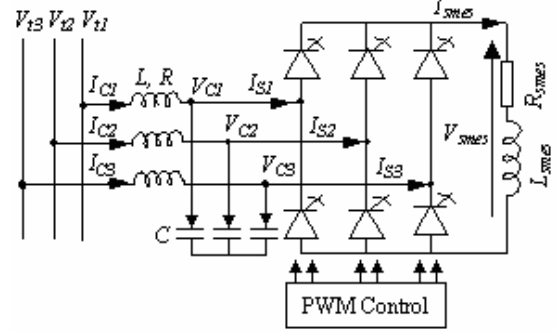 Vt3 Vt2 Vt1
Ismes
IC1 L, R VC1 IS1
IC2 VC2 IS2
IC3 VC3 IS3
Vsmes
Rsmes
Lsmes
C
PWM Control